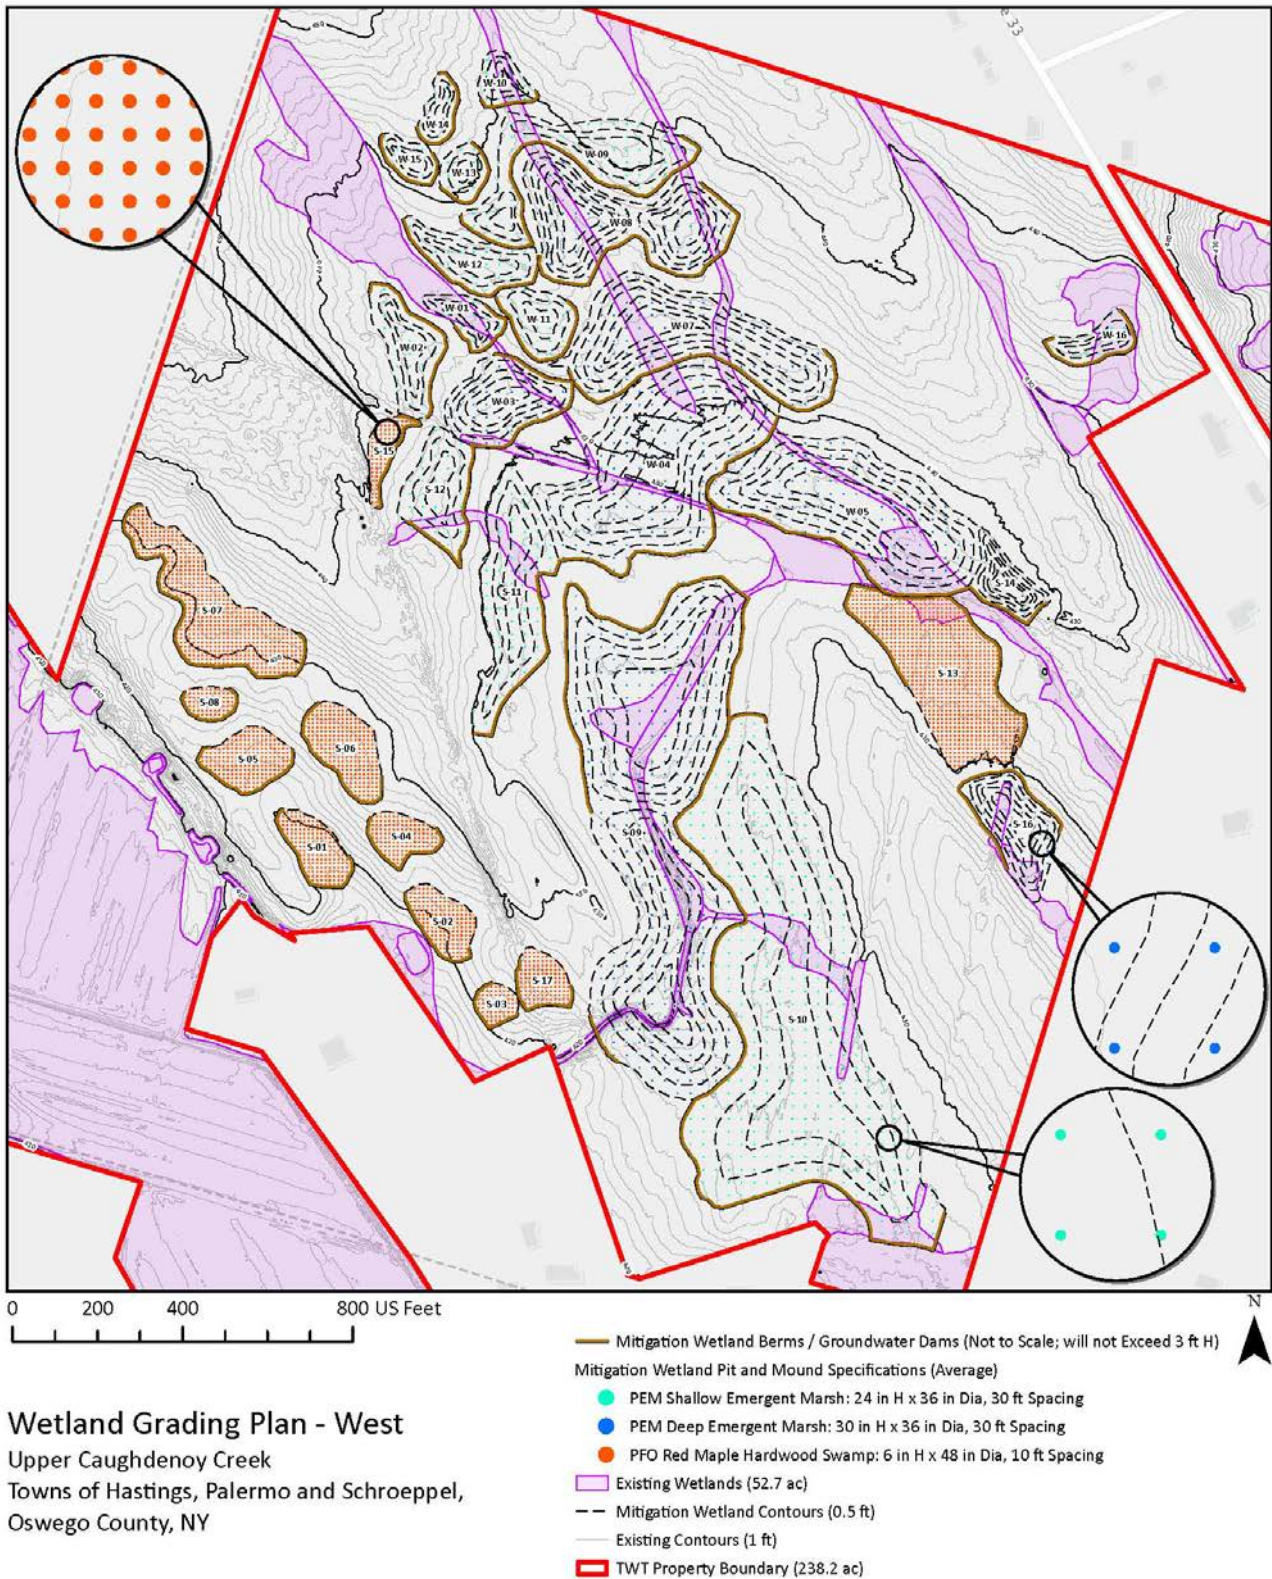 e 33
W-10
W-14
W-15
W-13
W-09
W-08
W-12
W-01
W-11
W-02
W-07
W-16
W-03
S-15
W-04
S-12
W-05
S-14
S-11
S-07
S-13
S-08
S-06
S-05
S-16
S-09
S-04
S-01
S-02
S-17
S-03
S-10
0 200 400 800 US Feet
N
Mitigation Wetland Berms / Groundwater Dams (Not to Scale; will not Exceed 3 ft H)
Mitigation Wetland Pit and Mound Specifications (Average)
PEM Shallow Emergent Marsh: 24 in H x 36 in Dia, 30 ft Spacing
PEM Deep Emergent Marsh: 30 in H x 36 in Dia, 30 ft Spacing
PFO Red Maple Hardwood Swamp: 6 in H x 48 in Dia, 10 ft Spacing
Existing Wetlands (52.7 ac)
Mitigation Wetland Contours (0.5 ft)
Existing Contours (1 ft)
TWT Property Boundary (238.2 ac)
Wetland Grading Plan - West
Upper Caughdenoy Creek
Towns of Hastings, Palermo and Schroeppel,
Oswego County, NY